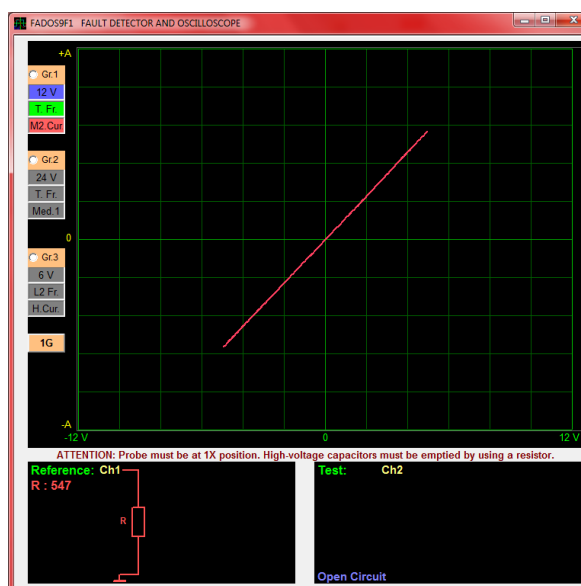 FADOS9F1 FAULT DETECTOR AND OSCILLOSCOPE
+A
Gr.1
12 V
T. Fr.
M2.Cur
Gr.2
24 V
T. Fr.
Med.1
0
Gr.3
6 V
L2 Fr.
H.Cur.
1G
-A
-12 V 0 12 V
ATTENTION: Probe must be at 1X position. High-voltage capacitors must be emptied by using a resistor.
Reference: Ch1
R : 547
R
Test: Ch2
Open Circuit